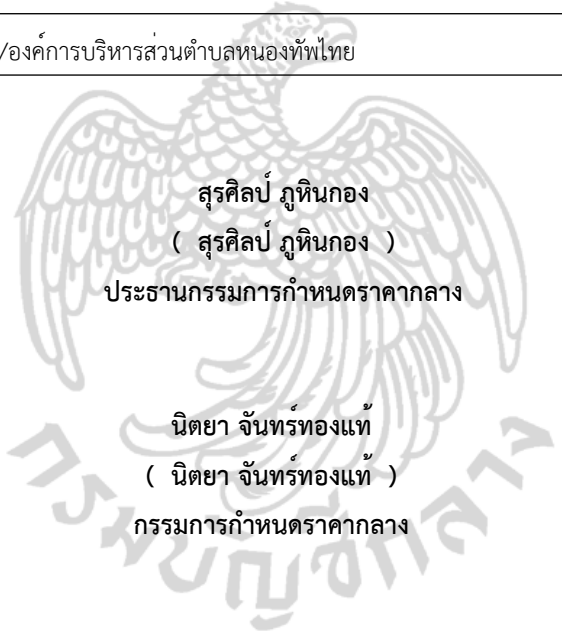 /องค์การบริหารส่วนตำบลหนองทัพไทย
สุรศิลป์ ภูหินกอง
( สุรศิลป์ ภูหินกอง )
ประธานกรรมการกำหนดราคากลาง
นิตยา จันทร์ทองแท้
( นิตยา จันทร์ทองแท้ )
กรรมการกำหนดราคากลาง
กรมบัญชีกลาง